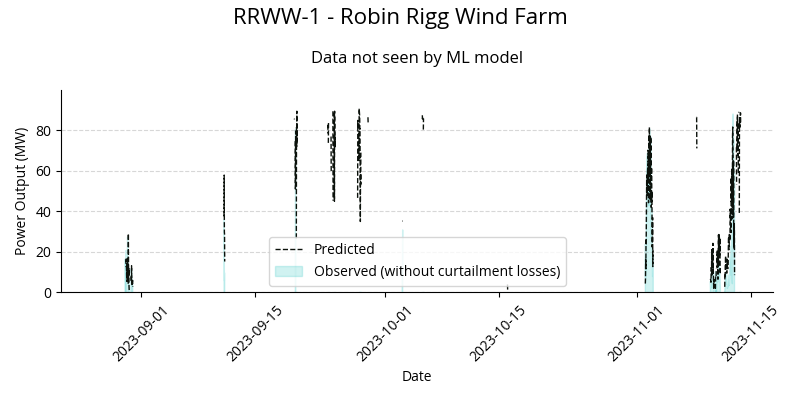 RRWW-1 - Robin Rigg Wind Farm
Data not seen by ML model
Power Output (MW)
80
60
40
20
0
Predicted
Observed (without curtailment losses)
2023-09-01
2023-09-15
2023-10-01
2023-10-15
2023-11-01
2023-11-15
Date